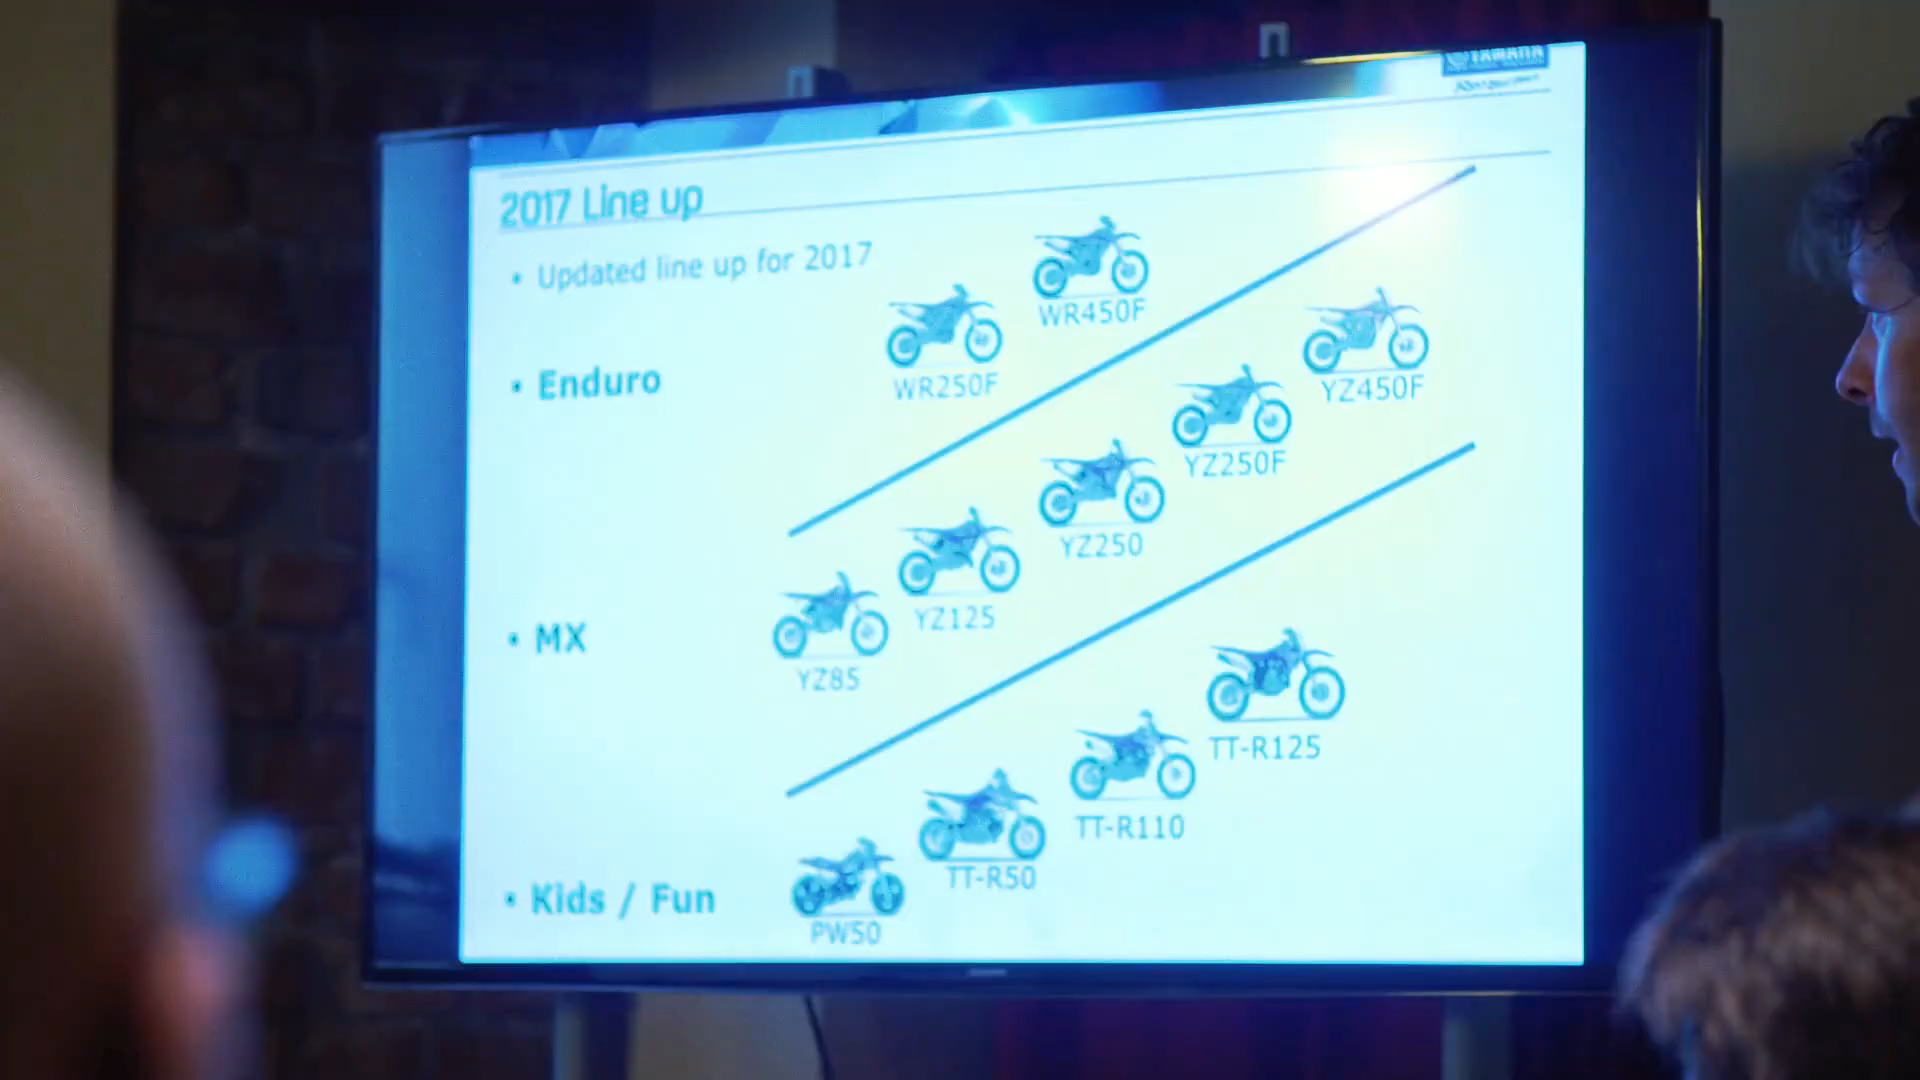 YAMAHA
2017 Line up
• Updated line up for 2017
WR450F
• Enduro
WR250F
YZ450F
YZ250F
YZ250
YZ125
• MX
YZ85
TT-R125
TT-R110
TT-R50
• Kids / Fun
PW50